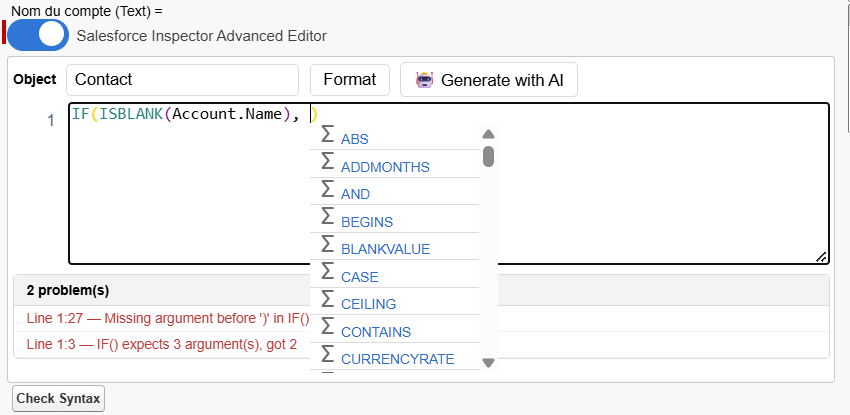 Nom du compte (Text) =
Salesforce Inspector Advanced Editor
Object Contact Format Generate with AI
1 IF(ISBLANK(Account.Name), )
Σ ABS
Σ ADDMONTHS
Σ AND
Σ BEGINS
Σ BLANKVALUE
Σ CASE
Σ CEILING
Σ CONTAINS
Σ CURRENCYRATE
2 problem(s)
Line 1:27 — Missing argument before ')' in IF()
Line 1:3 — IF() expects 3 argument(s), got 2
Check Syntax